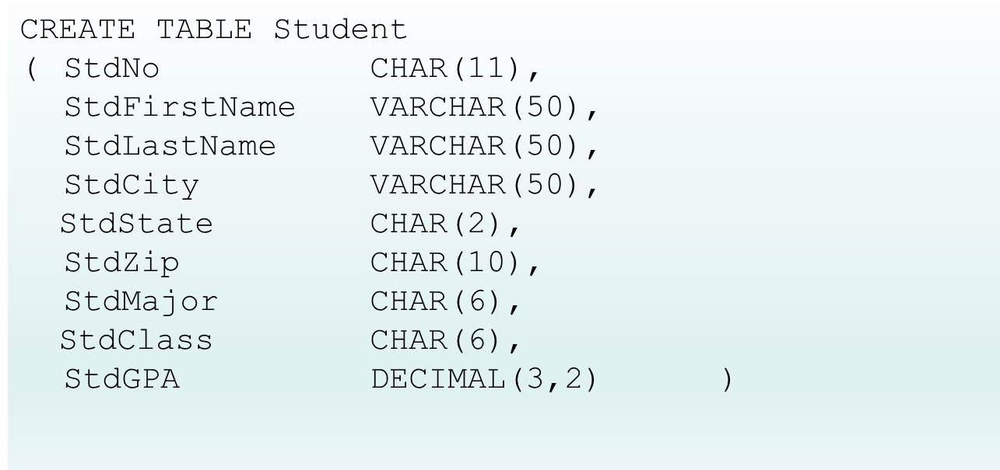 CREATE TABLE Student
( StdNo CHAR(11),
StdFirstName VARCHAR(50),
StdLastName VARCHAR(50),
StdCity VARCHAR(50),
StdState CHAR(2),
StdZip CHAR(10),
StdMajor CHAR(6),
StdClass CHAR(6),
StdGPA DECIMAL(3,2) )